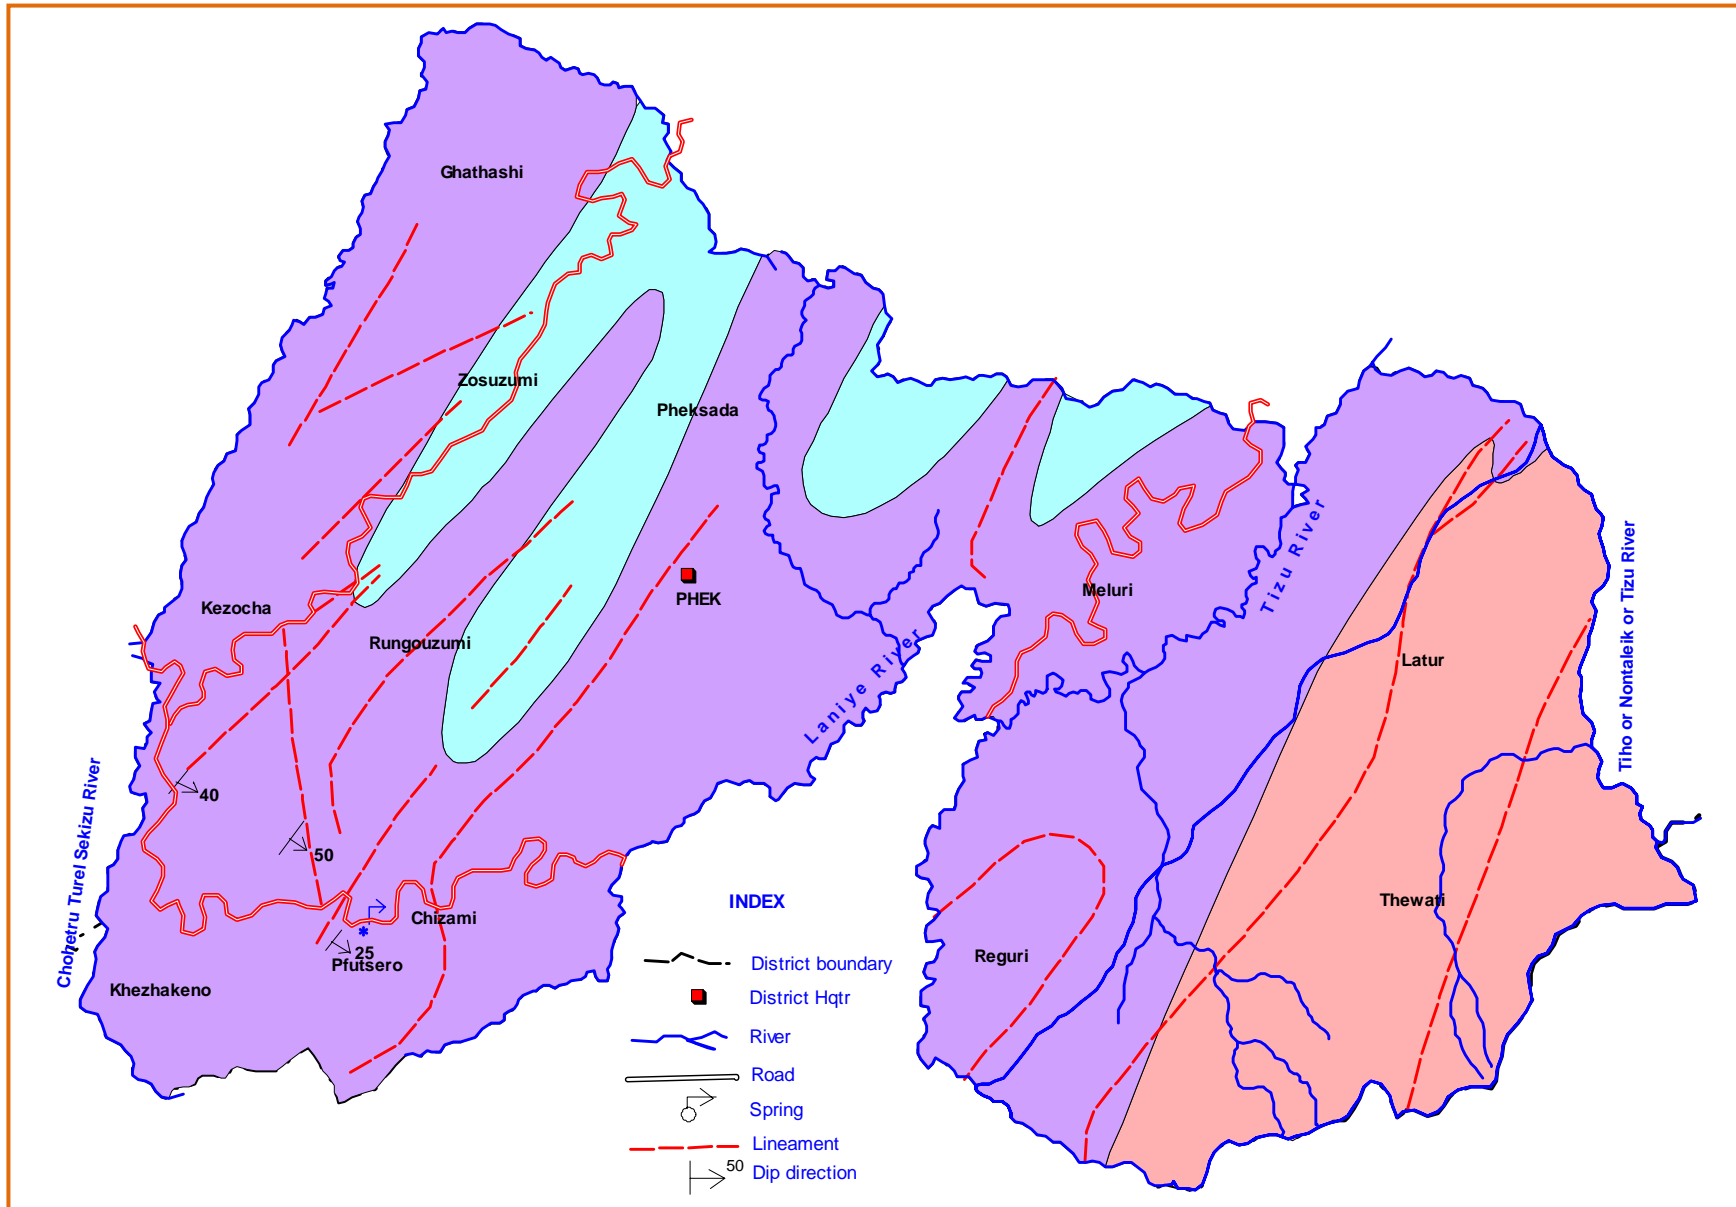 Ghathashi
Zosuzumi
Pheksada
PHEK
Kezocha
Rungouzumi
Meluri
Tizu River
Latur
Tiho or Nontaleik or Tizu River
Laniye River
40
50
Chohetru Turel Sekizu River
Chizami
25
Pfutsero
Khezhakeno
Reguri
Thewati
INDEX
District boundary
District Hqtr
River
Road
Spring
Lineament
50 Dip direction